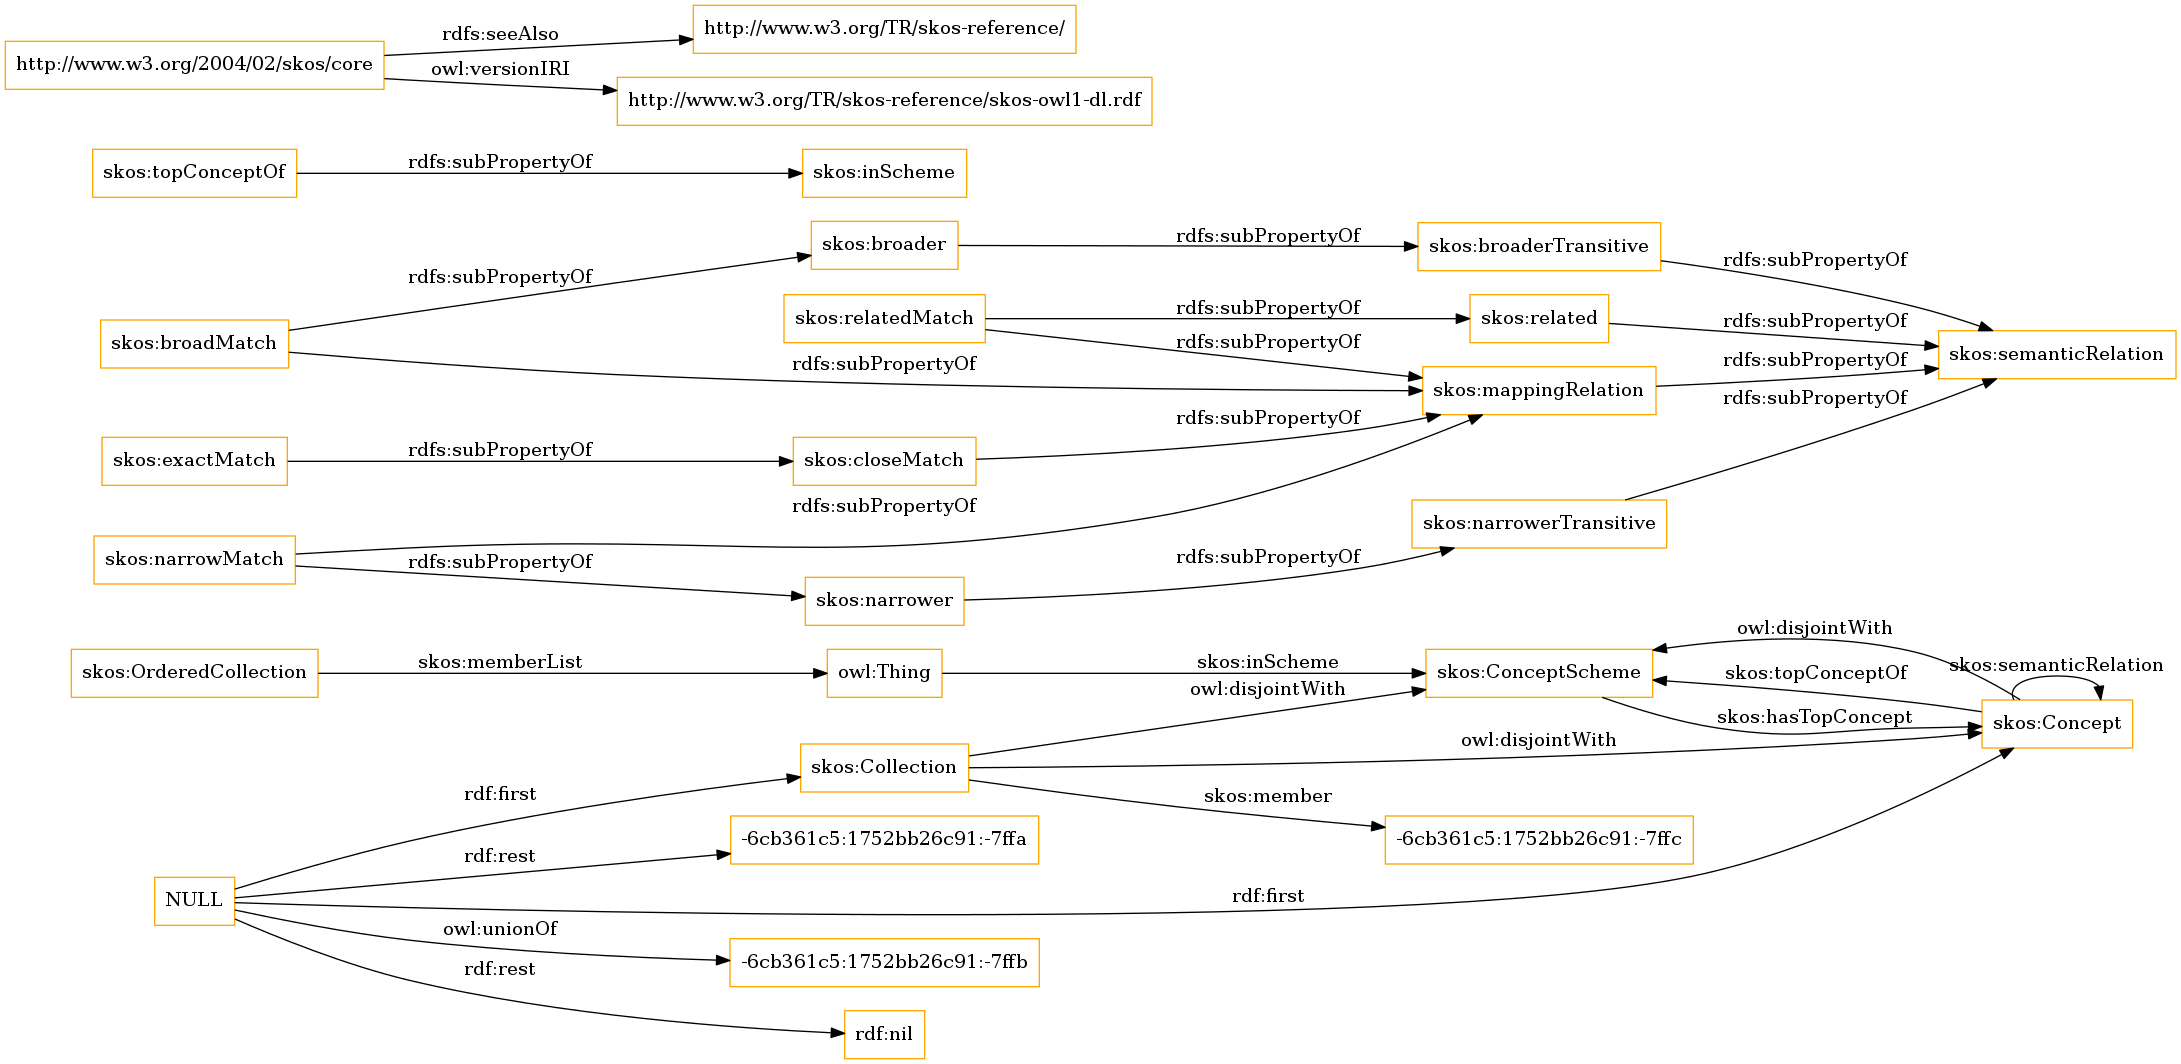 http://www.w3.org/2004/02/skos/core
rdfs:seeAlso
http://www.w3.org/TR/skos-reference/
owl:versionIRI
http://www.w3.org/TR/skos-reference/skos-owl1-dl.rdf
skos:topConceptOf
rdfs:subPropertyOf
skos:inScheme
skos:broadMatch
rdfs:subPropertyOf
skos:broader
rdfs:subPropertyOf
skos:broaderTransitive
rdfs:subPropertyOf
skos:relatedMatch
rdfs:subPropertyOf
skos:related
rdfs:subPropertyOf
skos:semanticRelation
rdfs:subPropertyOf
rdfs:subPropertyOf
skos:mappingRelation
rdfs:subPropertyOf
skos:exactMatch
rdfs:subPropertyOf
skos:closeMatch
rdfs:subPropertyOf
rdfs:subPropertyOf
skos:narrowMatch
rdfs:subPropertyOf
rdfs:subPropertyOf
skos:narrower
rdfs:subPropertyOf
skos:narrowerTransitive
skos:OrderedCollection
skos:memberList
owl:Thing
skos:inScheme
skos:ConceptScheme
owl:disjointWith
skos:topConceptOf
skos:semanticRelation
skos:hasTopConcept
skos:Concept
owl:disjointWith
owl:disjointWith
skos:Collection
skos:member
-6cb361c5:1752bb26c91:-7ffc
NULL
rdf:first
rdf:rest
-6cb361c5:1752bb26c91:-7ffa
rdf:first
owl:unionOf
-6cb361c5:1752bb26c91:-7ffb
rdf:rest
rdf:nil